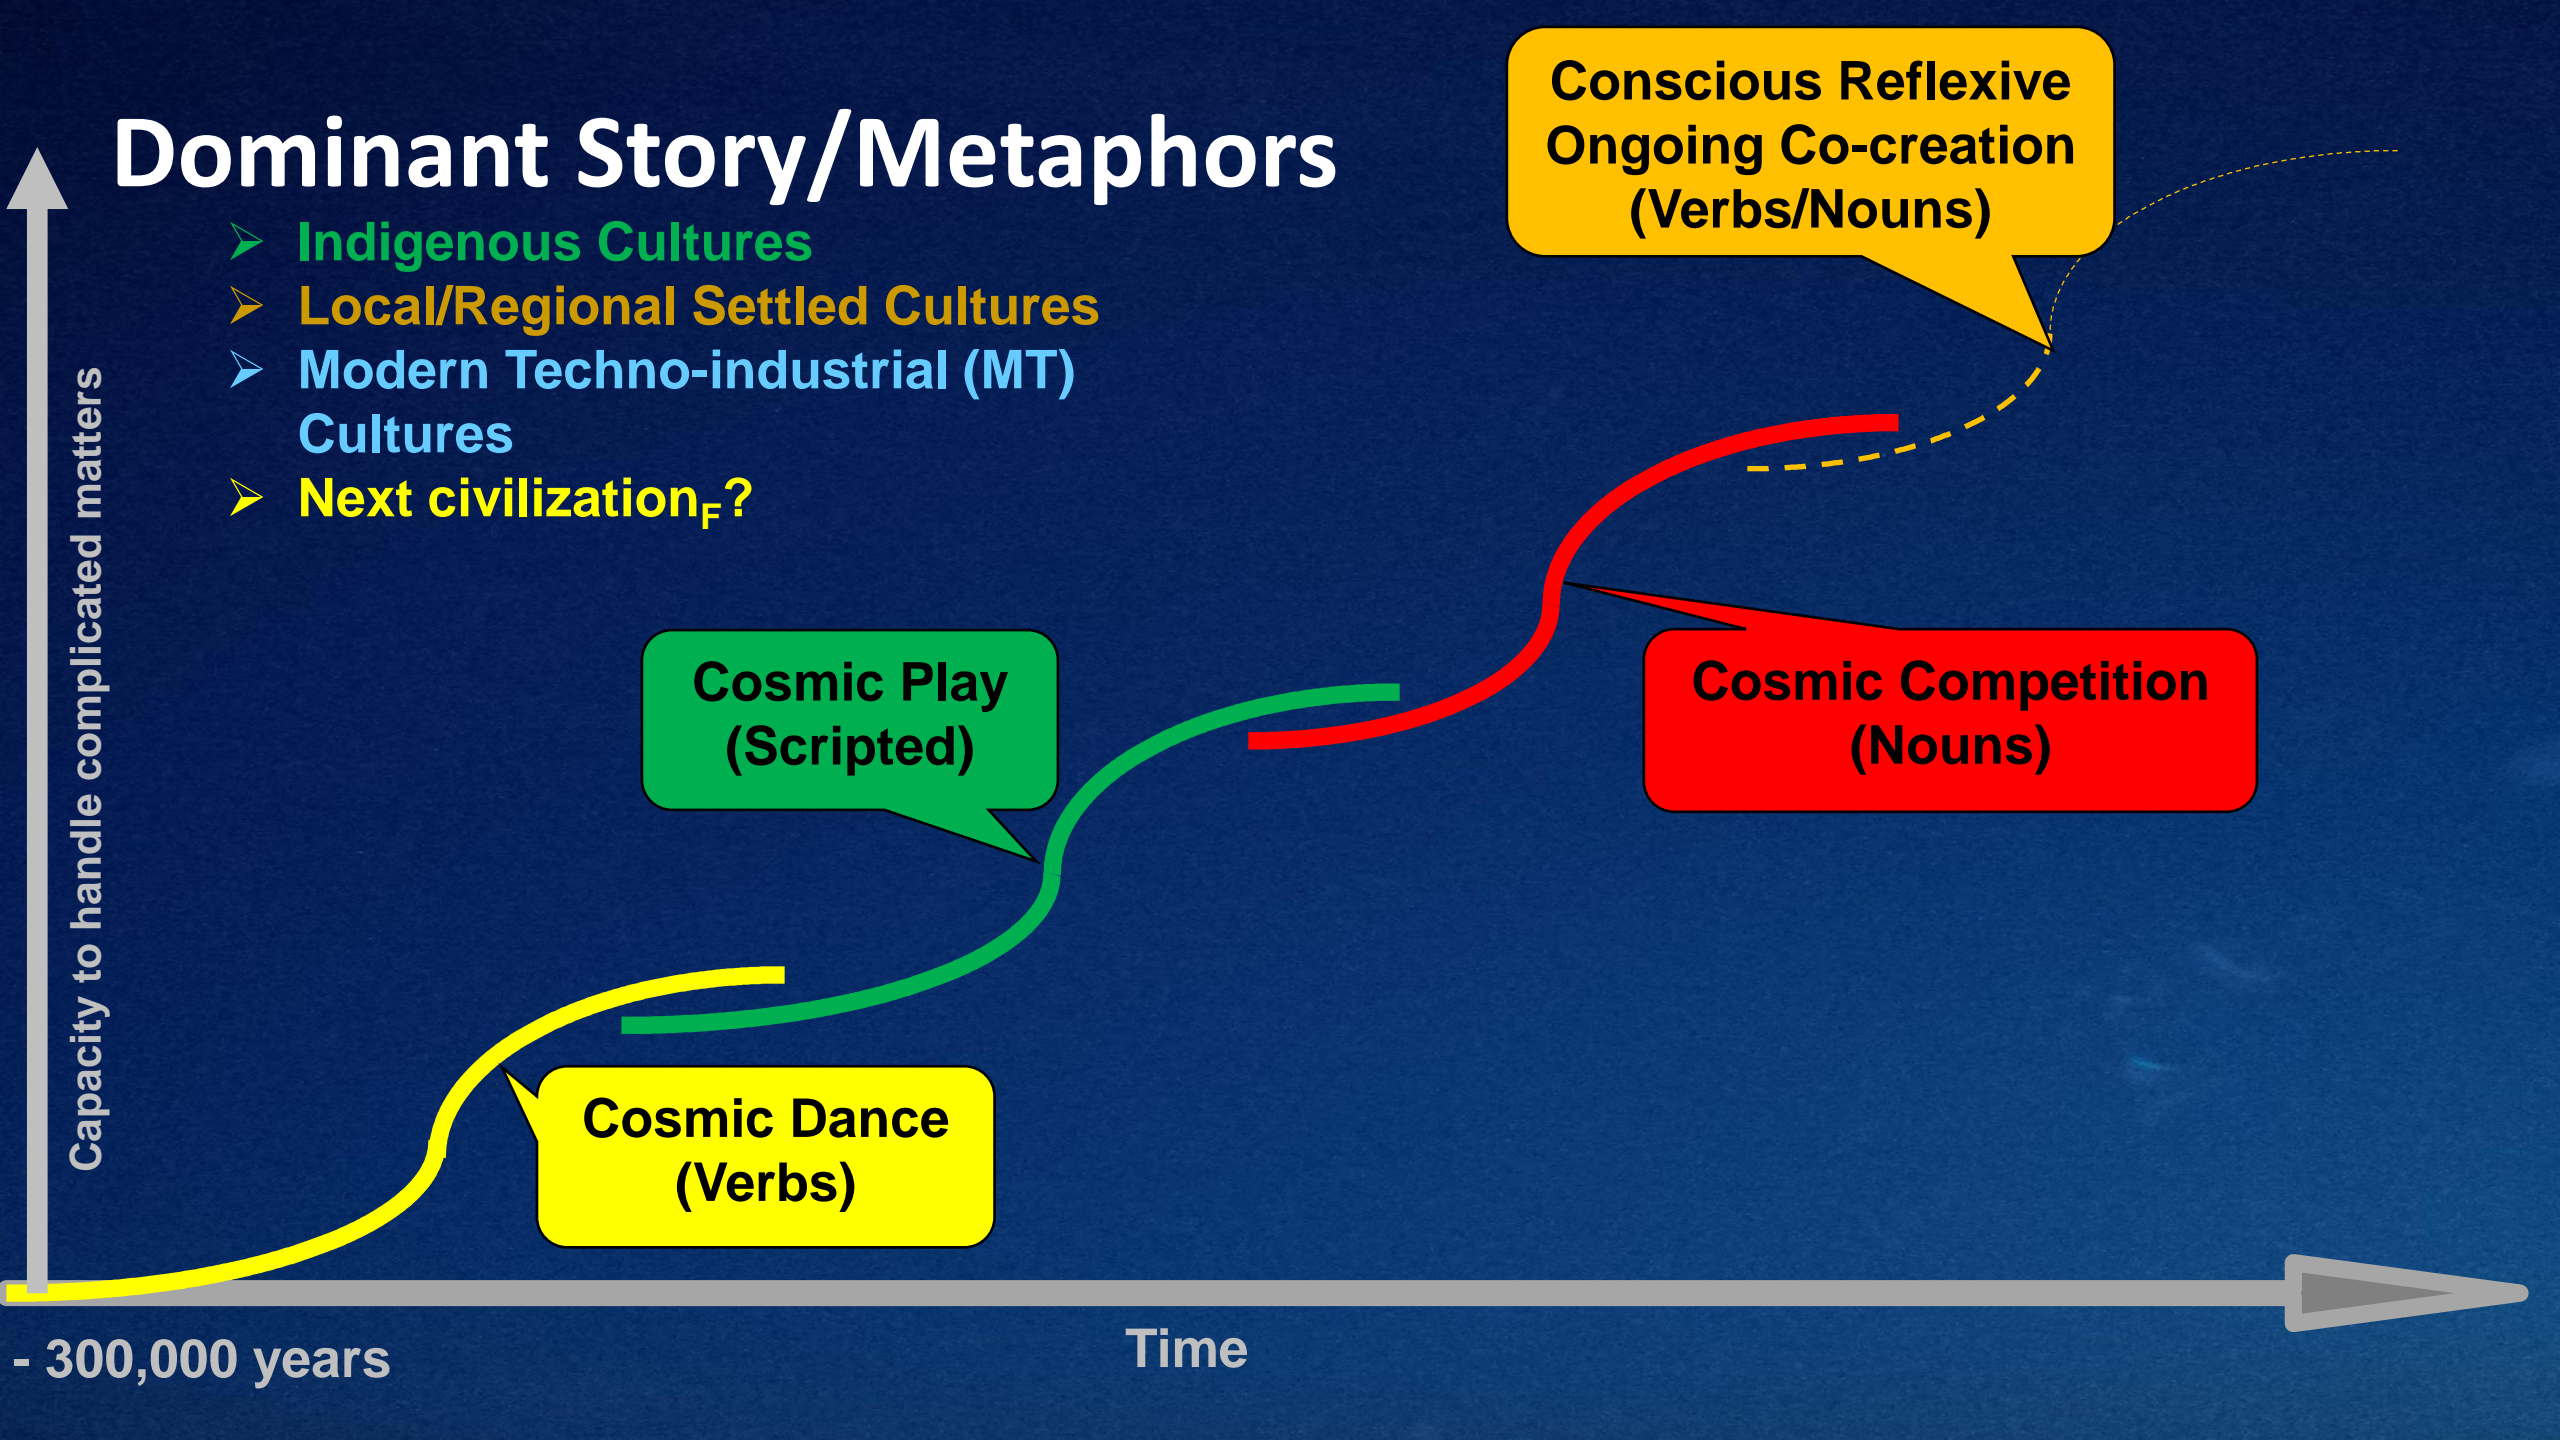 Dominant Story/Metaphors
➢ Indigenous Cultures
➢ Local/Regional Settled Cultures
➢ Modern Techno-industrial (MT)
Cultures
➢ Next civilizationF?
Conscious Reflexive
Ongoing Co-creation
(Verbs/Nouns)
Cosmic Play
(Scripted)
Cosmic Competition
(Nouns)
Cosmic Dance
(Verbs)
Capacity to handle complicated matters
- 300,000 years
Time